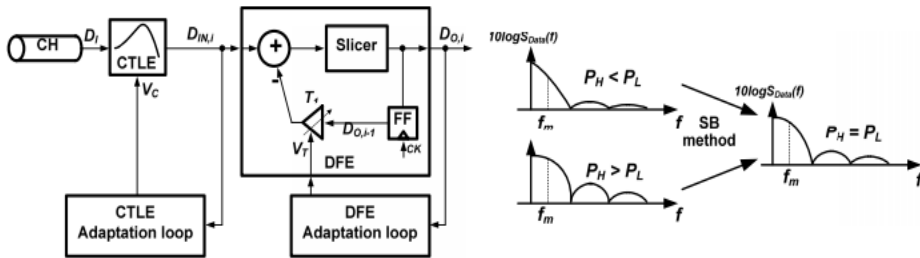 CH
D_I
CTLE
D_IN,i
V_C
CTLE
Adaptation loop
+
-
Slicer
D_O,i
T_1
V_T
D_O,i-1
FF
CK
DFE
DFE
Adaptation loop
10logS_Data(f)
P_H < P_L
f_m
f
P_H > P_L
f_m
f
SB
method
10logS_Data(f)
P_H = P_L
f_m
f